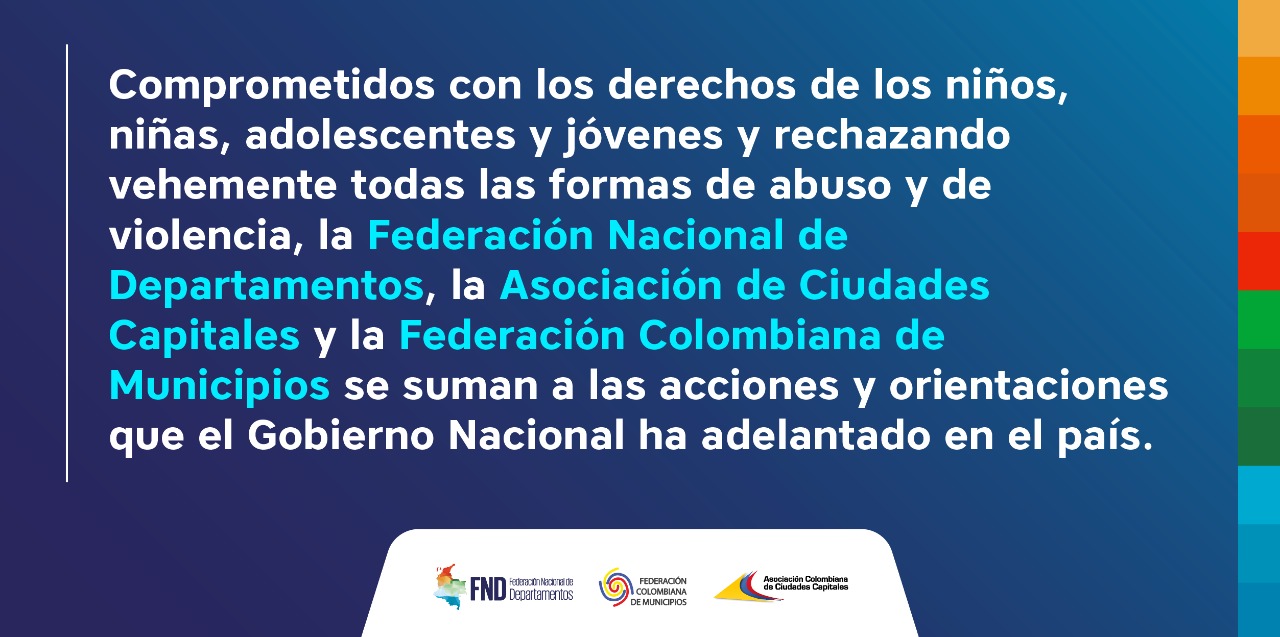 Comprometidos con los derechos de los niños,
niñas, adolescentes y jóvenes y rechazando
vehemente todas las formas de abuso y de
violencia, la Federación Nacional de
Departamentos, la Asociación de Ciudades
Capitales y la Federación Colombiana de
Municipios se suman a las acciones y orientaciones
que el Gobierno Nacional ha adelantado en el país.
FND
Federación Nacional de
Departamentos
FEDERACIÓN
COLOMBIANA
DE MUNICIPIOS
Asociación Colombiana
de Ciudades Capitales